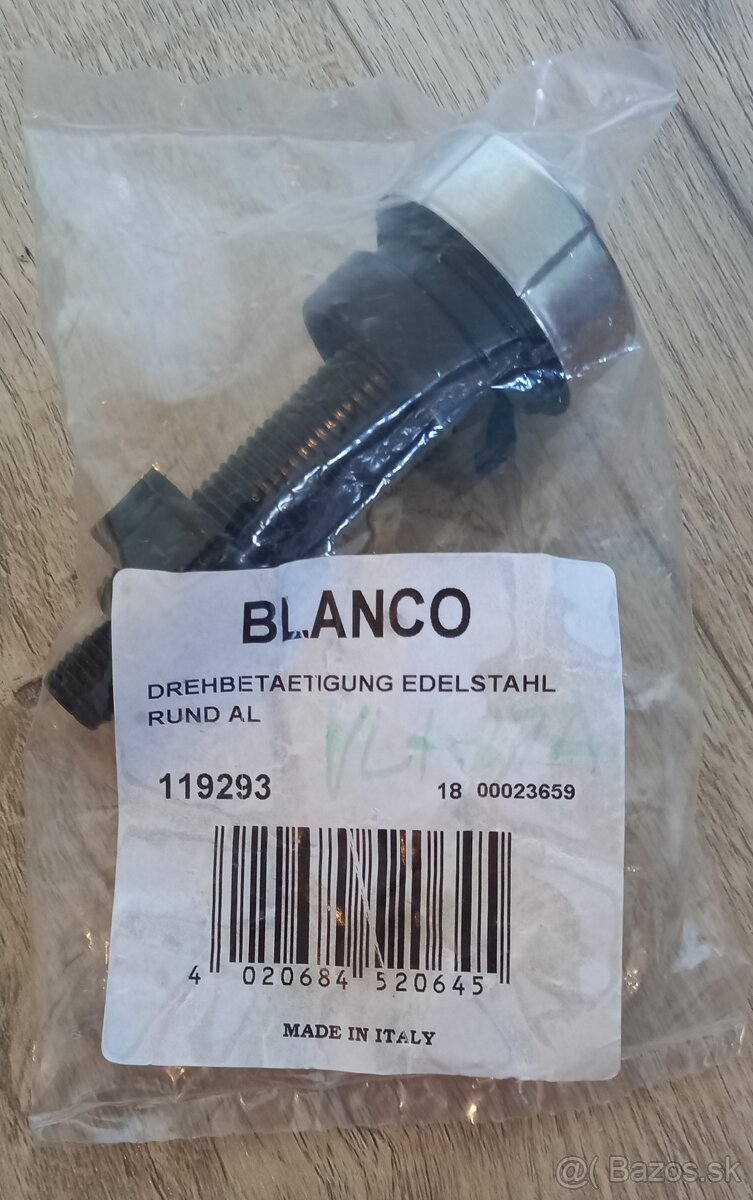 BLANCO
DREHBETAETIGUNG EDELSTAHL
RUND AL
119293
18 00023659
4 020684 520645
MADE IN ITALY
@( Bazos.sk